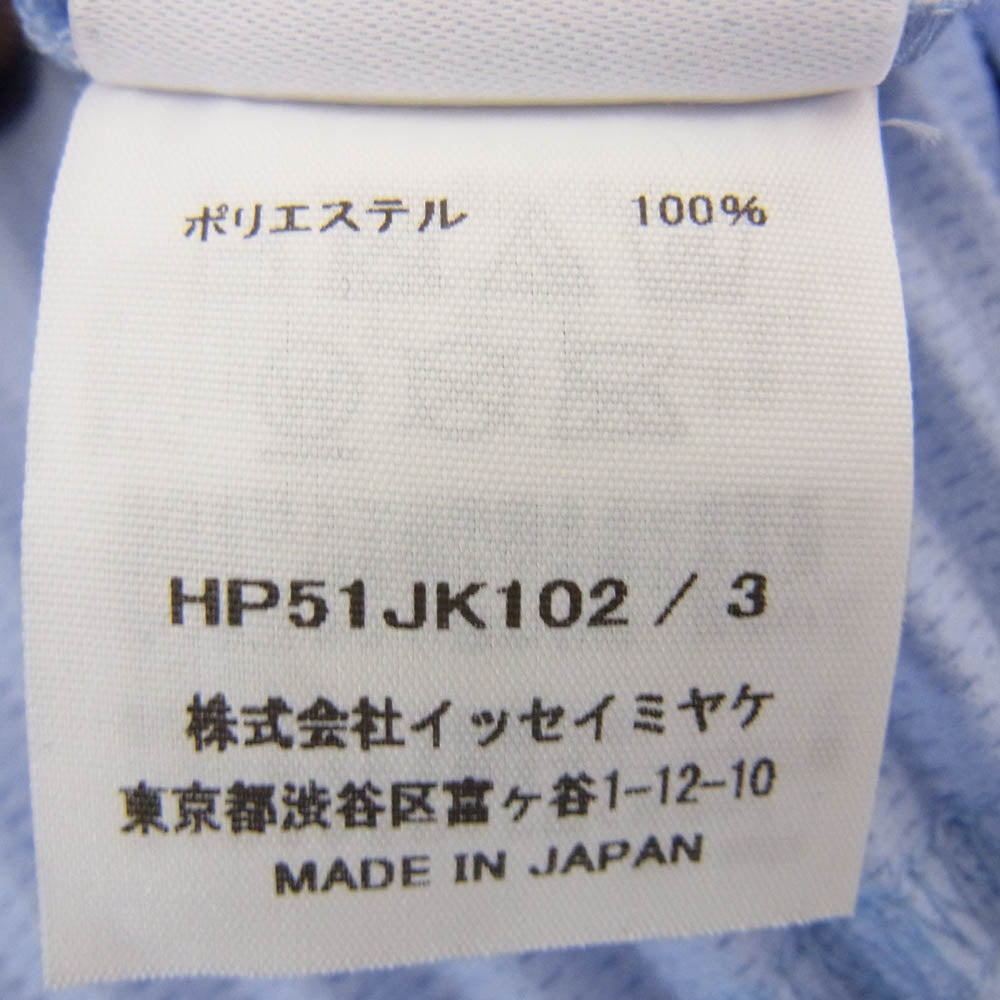 ポリエステル 100%
HP51JK102 / 3
株式会社イッセイミヤケ
東京都渋谷区富ヶ谷1-12-10
MADE IN JAPAN